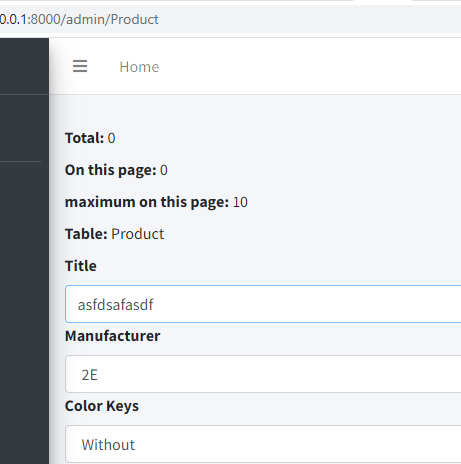 0.0.1:8000/admin/Product
Home
Total: 0
On this page: 0
maximum on this page: 10
Table: Product
Title
asfdsafasdf
Manufacturer
2E
Color Keys
Without